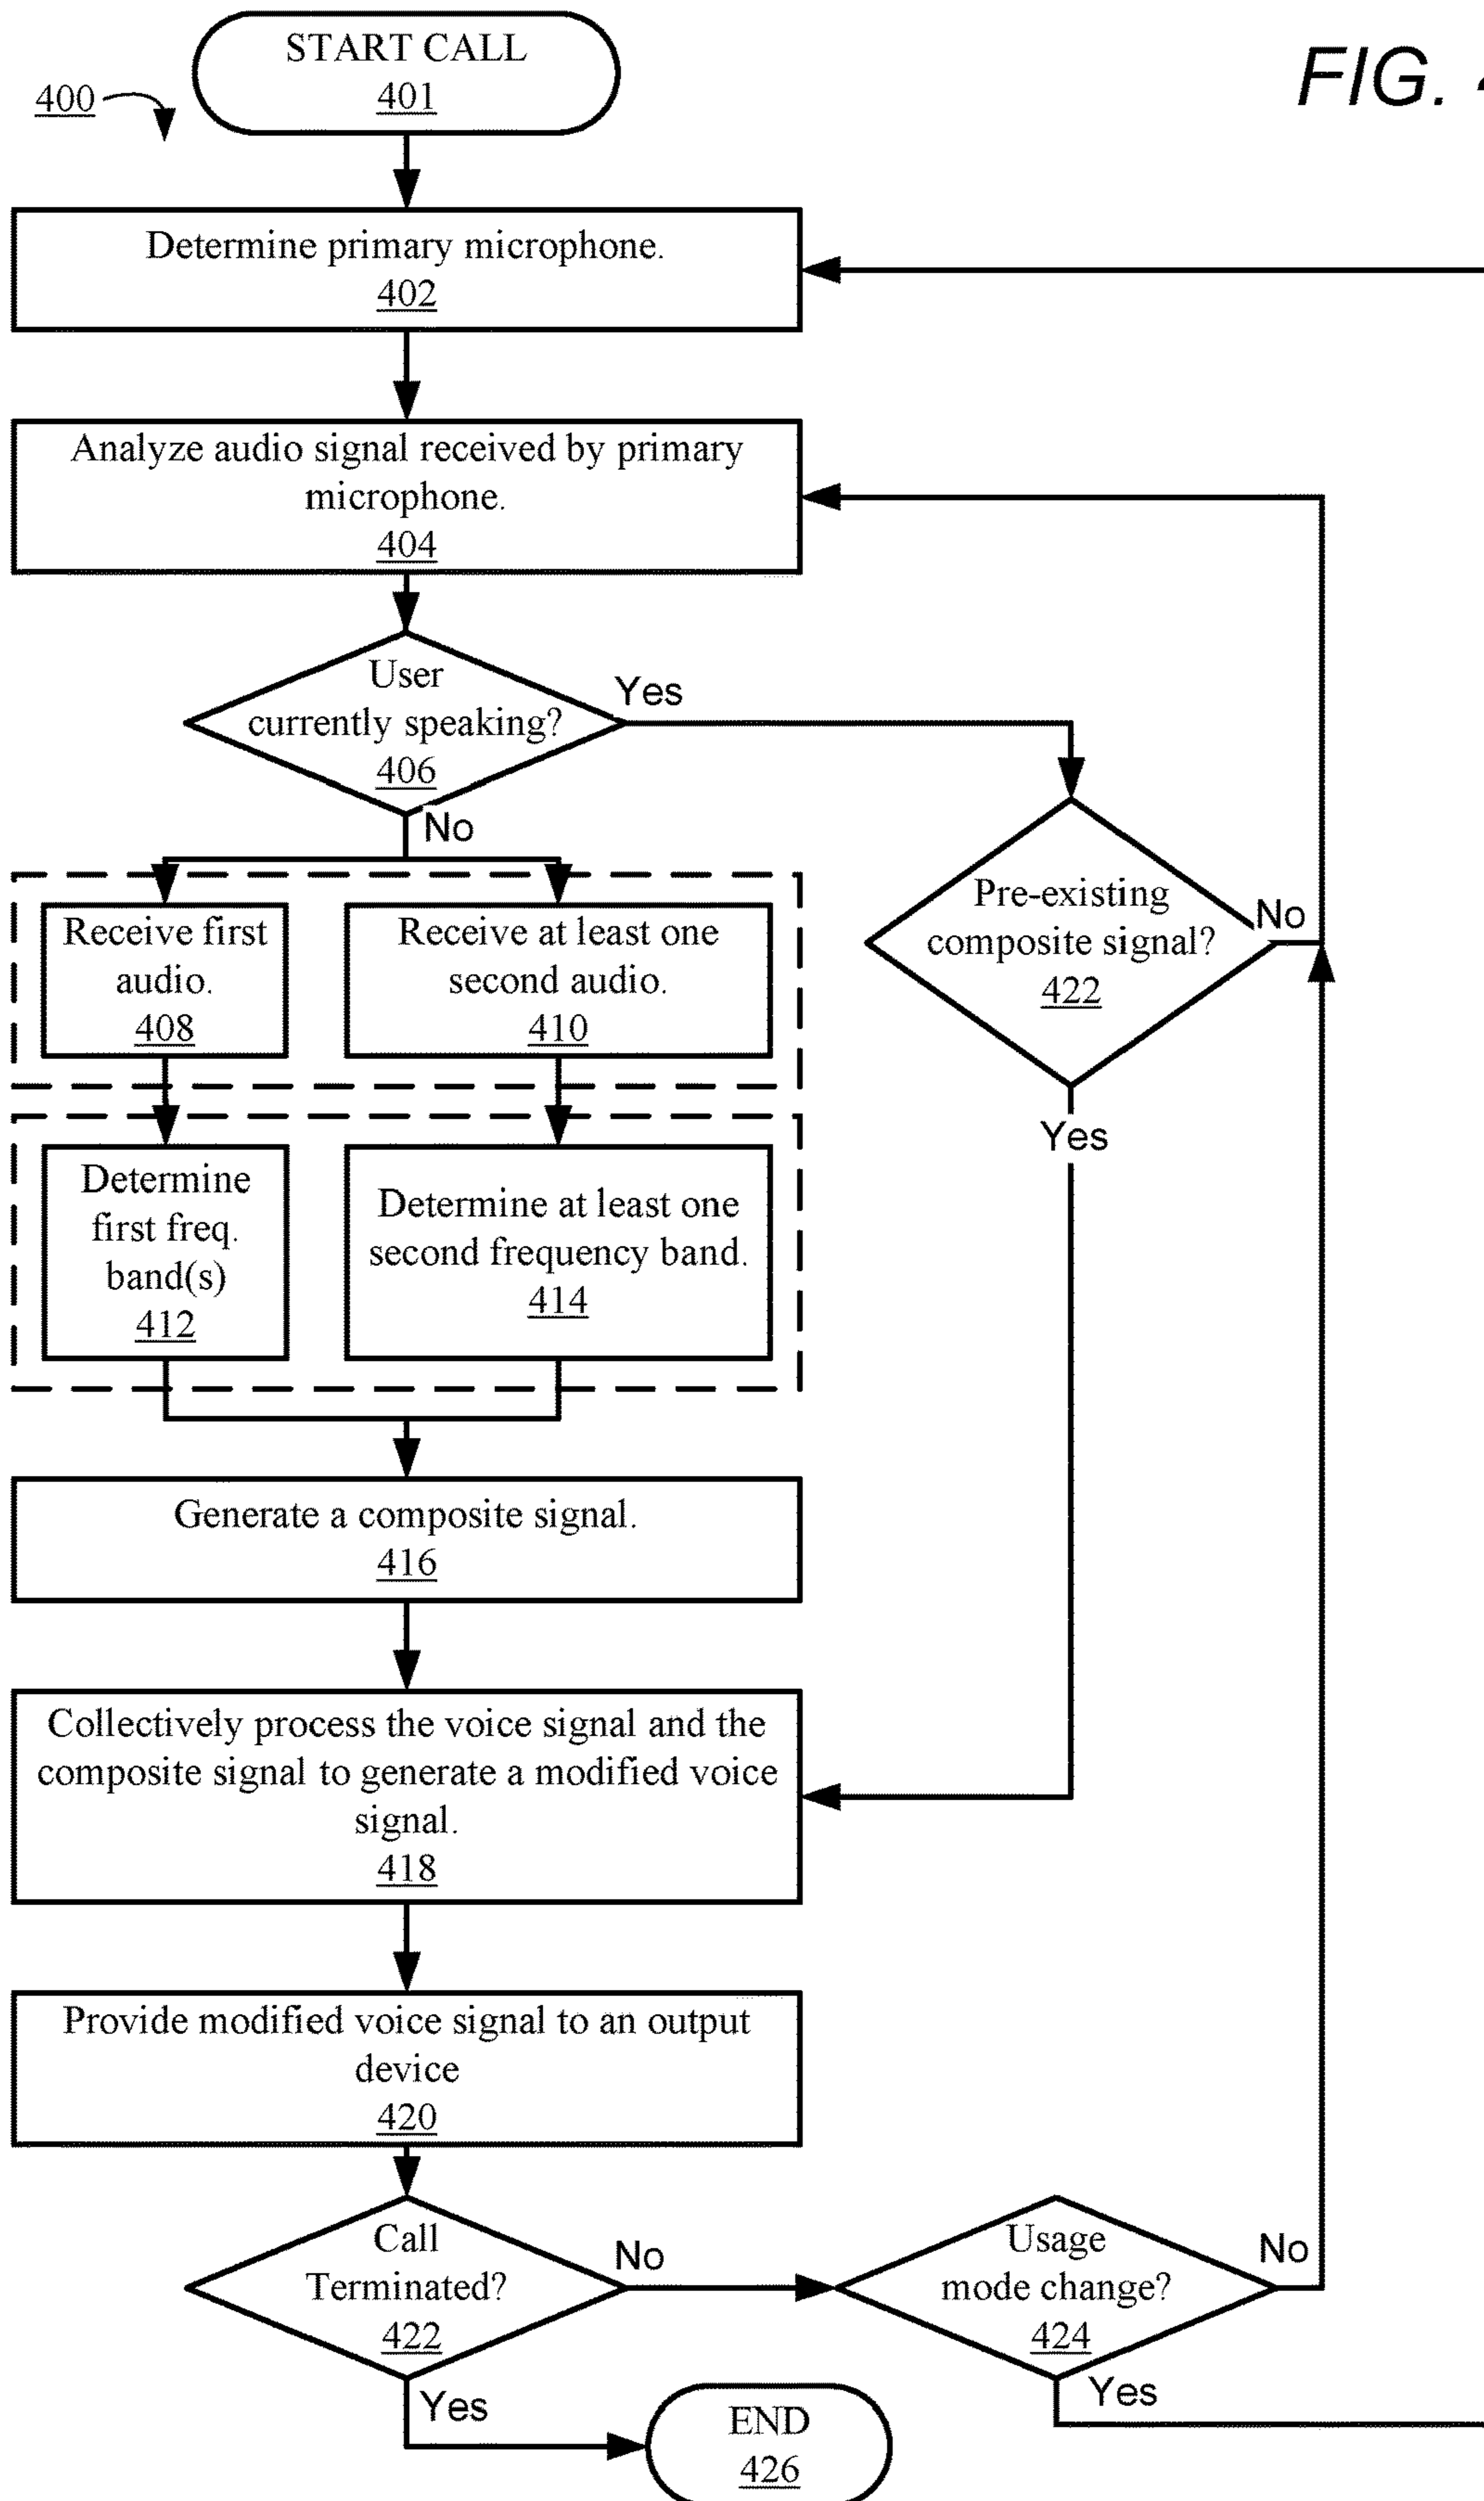 START CALL
401
FIG. 4
400
Determine primary microphone.
402
Analyze audio signal received by primary
microphone.
404
User
currently speaking?
406
Yes
No
Receive first
audio.
408
Receive at least one
second audio.
410
Pre-existing
composite signal?
422
No
Yes
Determine
first freq.
band(s)
412
Determine at least one
second frequency band.
414
Generate a composite signal.
416
Collectively process the voice signal and the
composite signal to generate a modified voice
signal.
418
Provide modified voice signal to an output
device
420
Call
Terminated?
422
No
Yes
Usage
mode change?
424
No
Yes
END
426